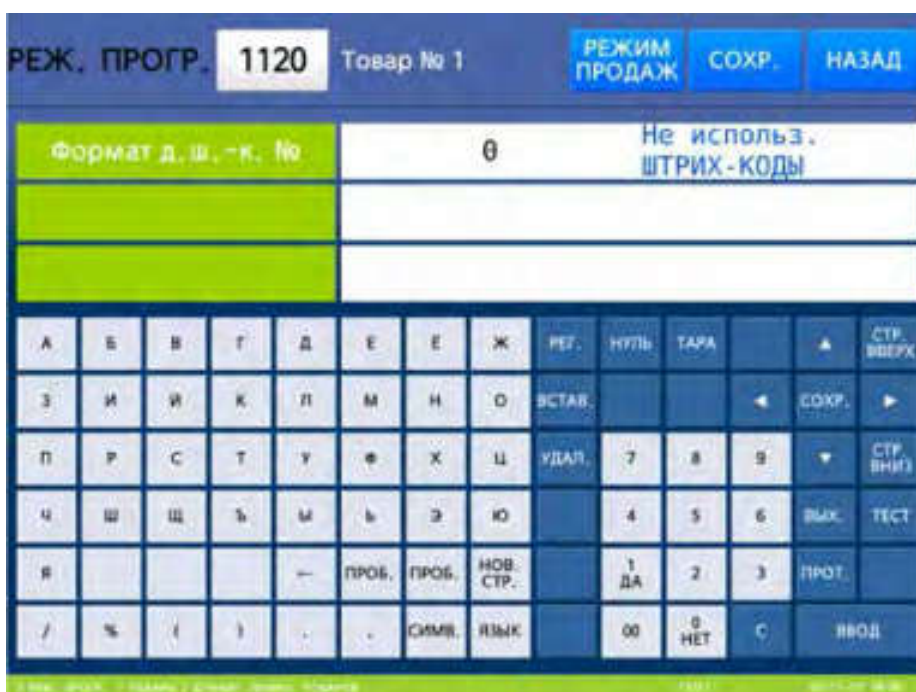 РЕЖ. ПРОГР. 1120 Товар № 1 РЕЖИМ ПРОДАЖ СОХР. НАЗАД
Формат д.ш.-к. № 0 Не использ.
ШТРИХ-КОДЫ
А Б В Г Д Е Ё Ж РЕГ. НУЛЬ ТАРА ▲ СТР. ВВЕРХ
З И Й К Л М Н О ВСТАВ. ◄ СОХР. ►
П Р С Т У Ф Х Ц УДАЛ. 7 8 9 ▼ СТР. ВНИЗ
Ч Ш Щ Ъ Ы Ь Э Ю 4 5 6 ВЫХ. ТЕСТ
Я ← ПРОБ. ПРОБ. НОВ. СТР. 1 ДА 2 3 ПРОТ.
/ % ( ) СИМВ. ЯЗЫК 00 0 НЕТ С ВВОД